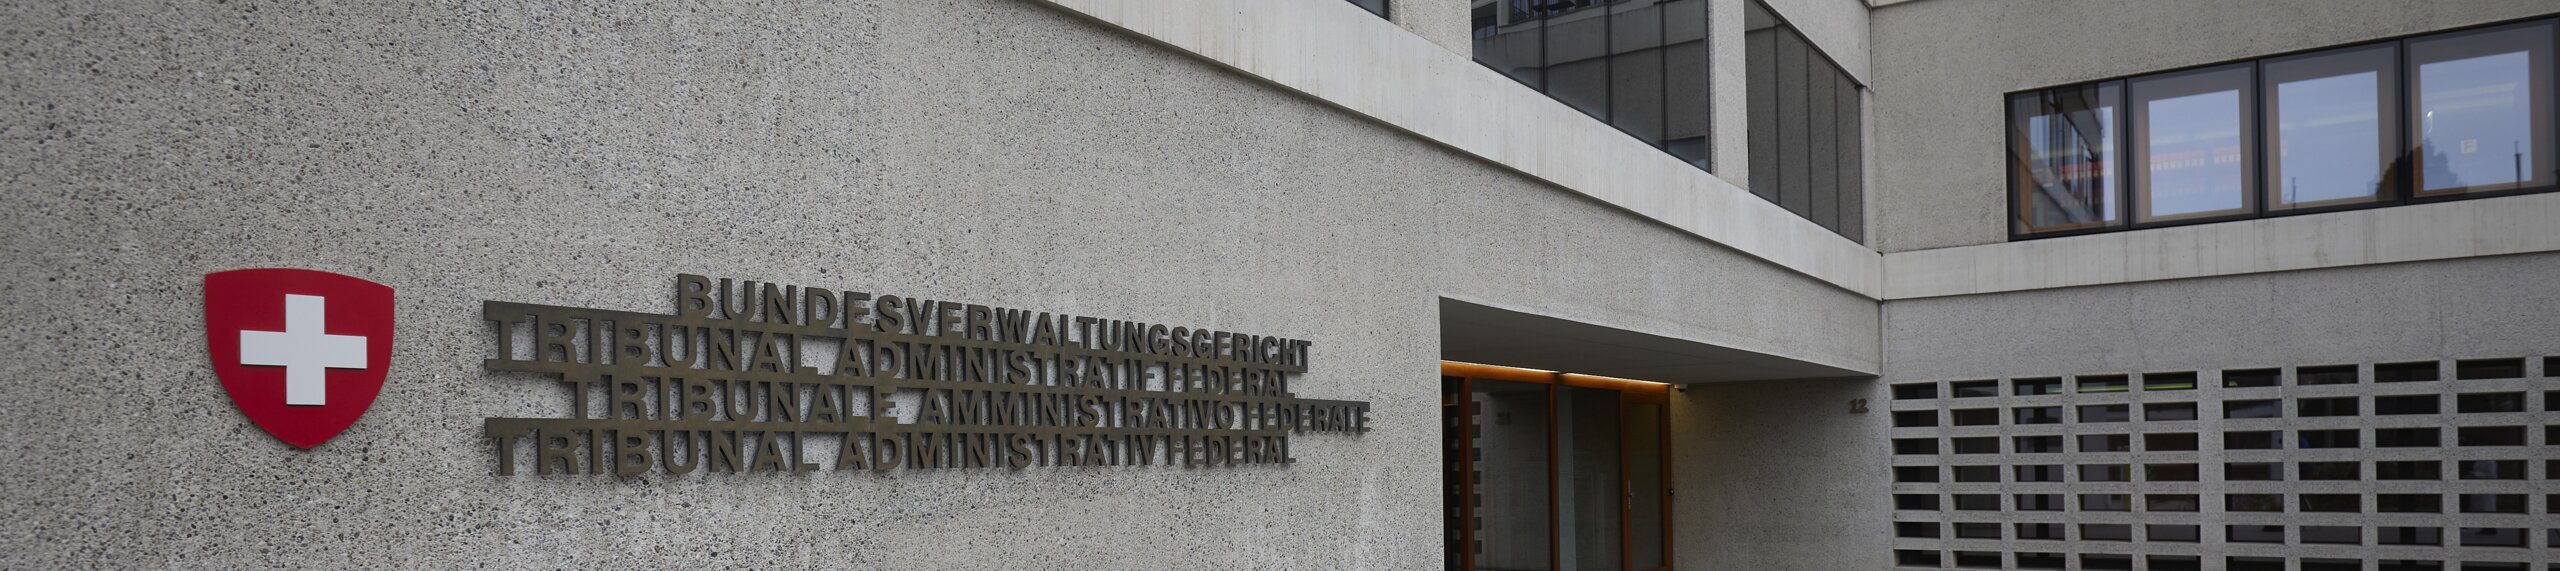 BUNDESVERWALTUNGSGERICHT
TRIBUNAL ADMINISTRATIF FEDERAL
TRIBUNALE AMMINISTRATIVO FEDERALE
TRIBUNAL ADMINISTRATIV FEDERAL
12